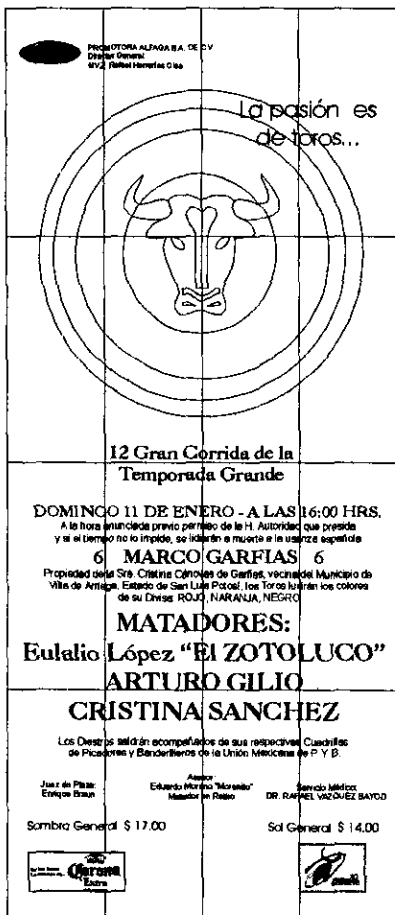 PROMOTORA ALFAGA S.A. DE C.V
Director General
MVZ Rafael Herrerías Olea
La pasión es
de toros...
12 Gran Corrida de la
Temporada Grande
DOMINGO 11 DE ENERO - A LAS 16:00 HRS.
A la hora anunciada previo permiso de la H. Autoridad que presida
y si el tiempo no lo impide, se lidiarán a muerte a la usanza española
6 MARCO GARFIAS 6
Propiedad de la Sra. Cristina Cánovas de Garfias, vecina del Municipio de
Villa de Arriaga, Estado de San Luis Potosí, los Toros lucirán los colores
de su Divisa: ROJO, NARANJA, NEGRO
MATADORES:
Eulalio López “El ZOTOLUCO”
ARTURO GILIO
CRISTINA SANCHEZ
Los Diestros saldrán acompañados de sus respectivas Cuadrillas
de Picadores y Banderilleros de la Unión Mexicana de P. Y B.
Juez de Plaza:
Enrique Braun
Asesor:
Eduardo Moreno "Morenito"
Matador en Retiro
Servicio Médico:
DR. RAFAEL VAZQUEZ BAYOD
Sombra General $ 17.00
Sol General $ 14.00
Corona
Extra